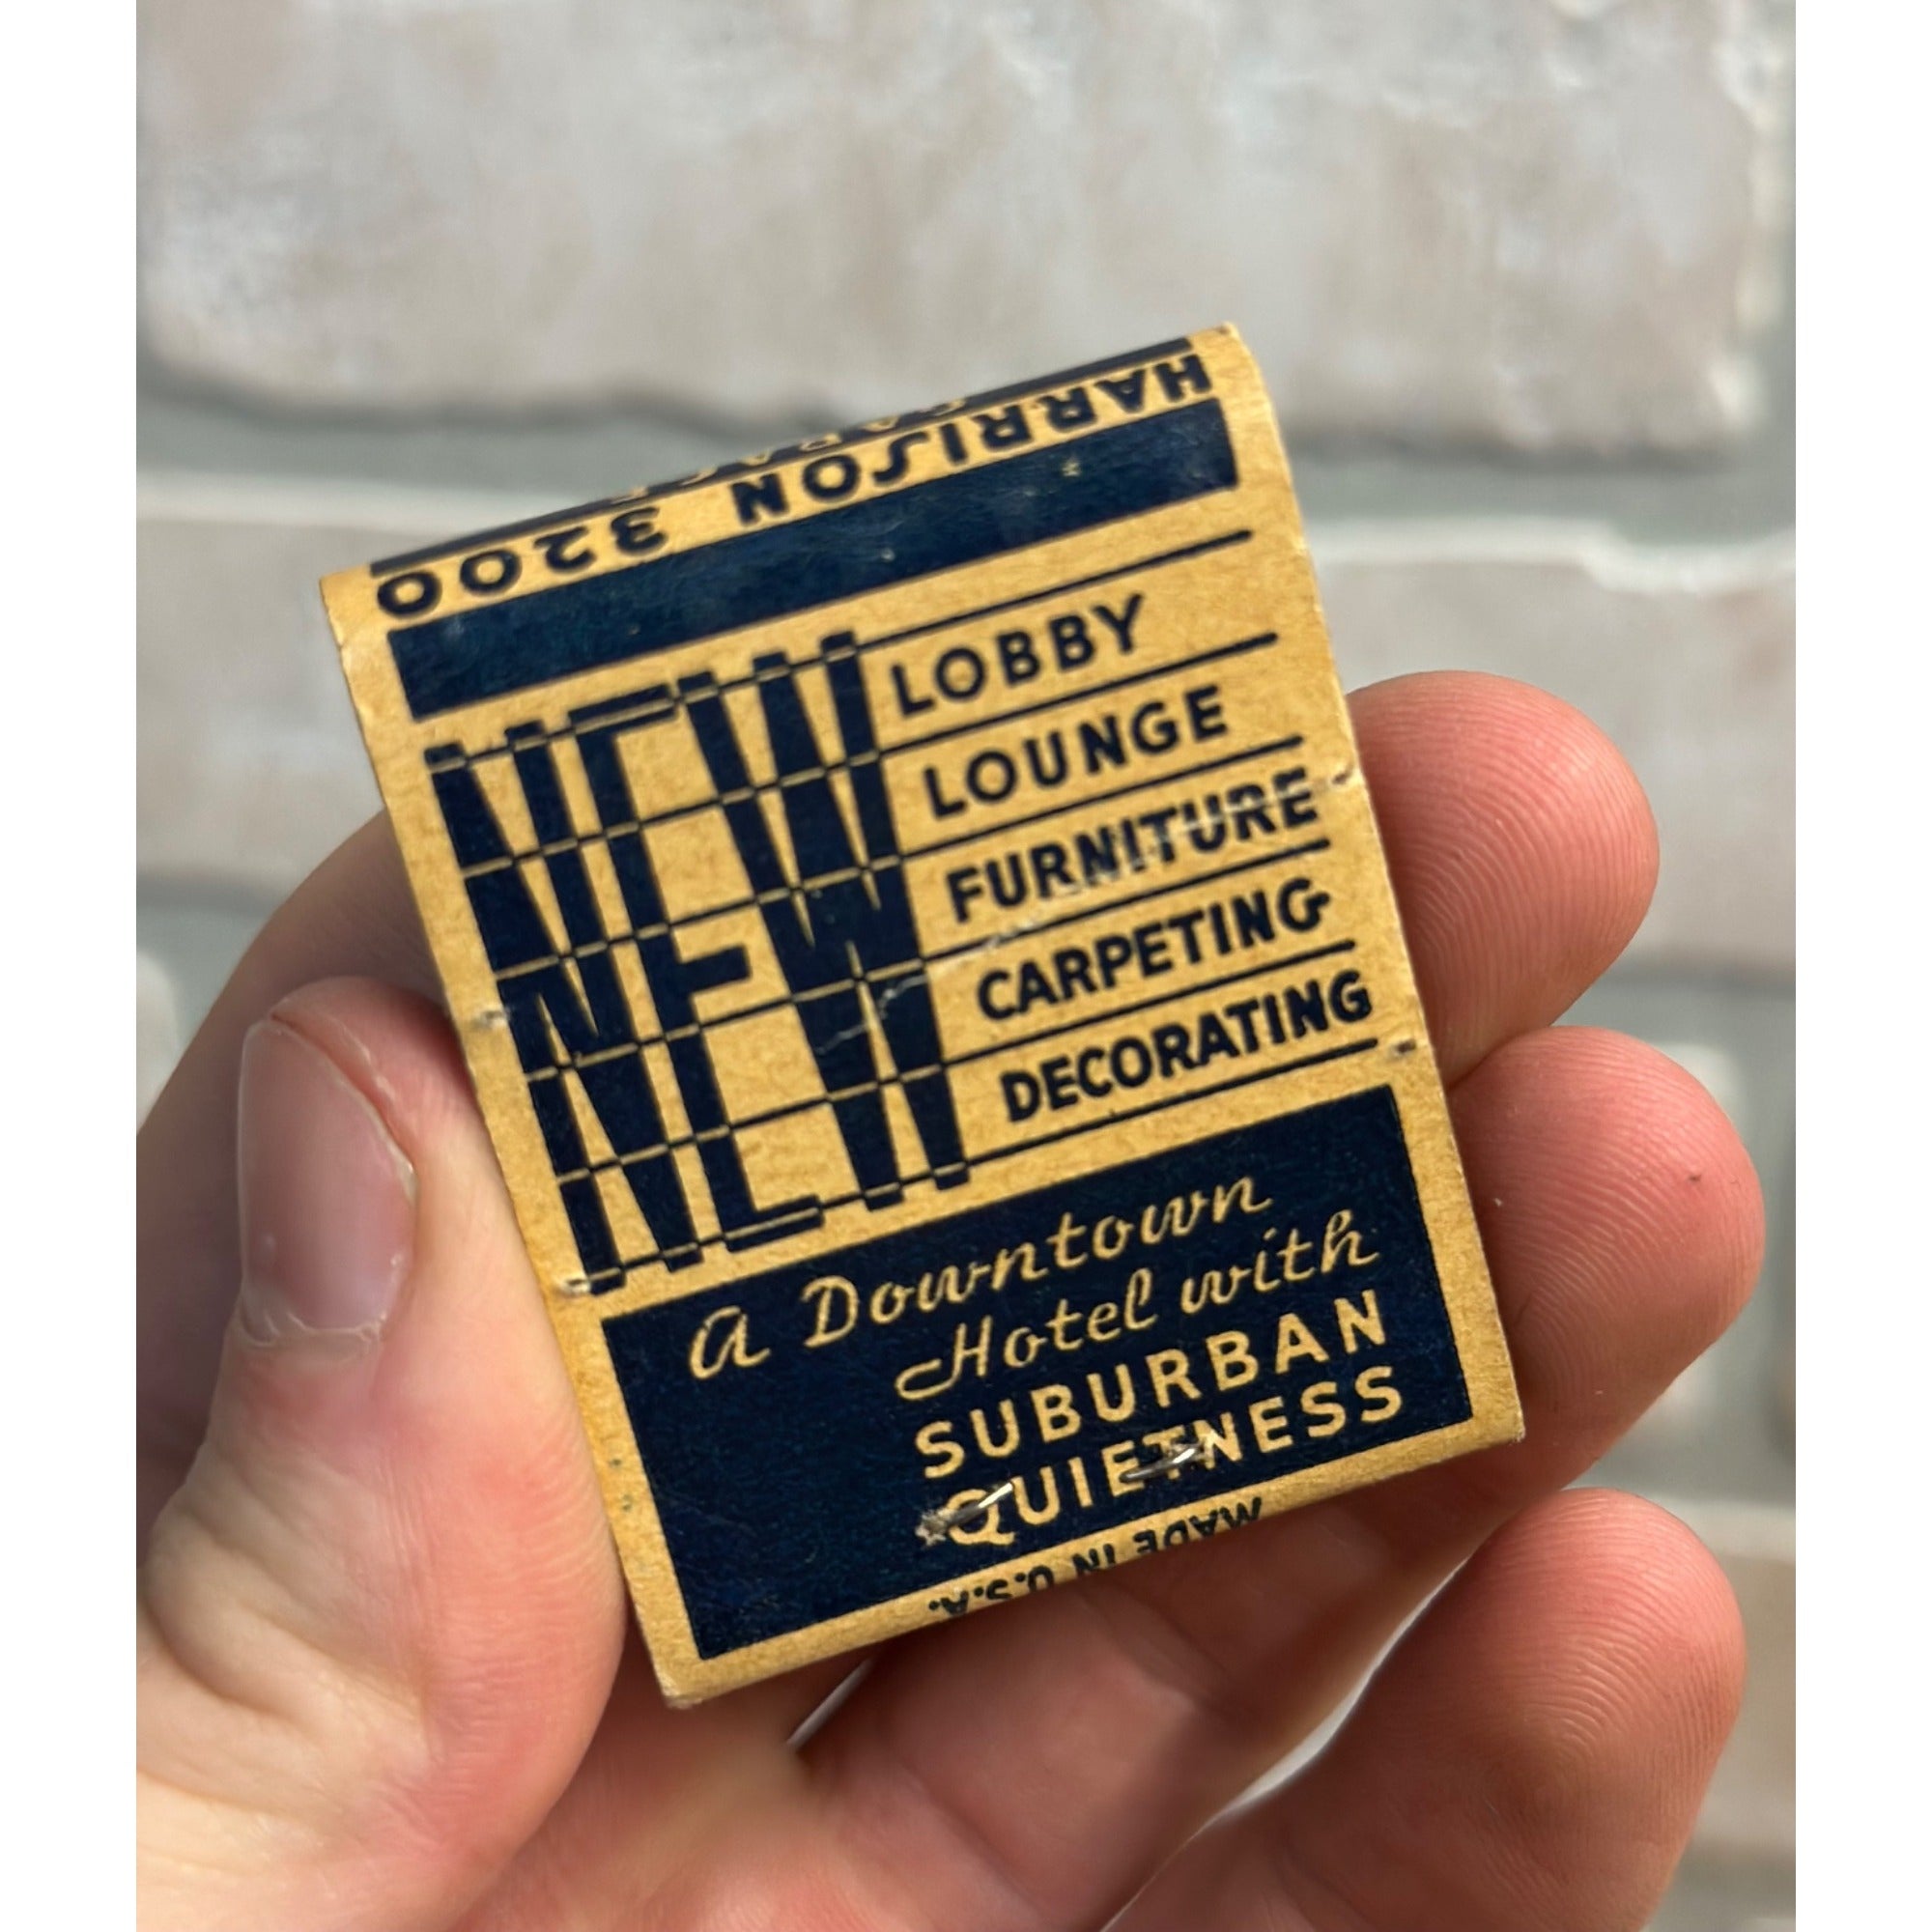 HARRISON 3200
NEW
LOBBY
LOUNGE
FURNITURE
CARPETING
DECORATING
A Downtown
Hotel with
SUBURBAN
QUIETNESS
MADE IN U.S.A.